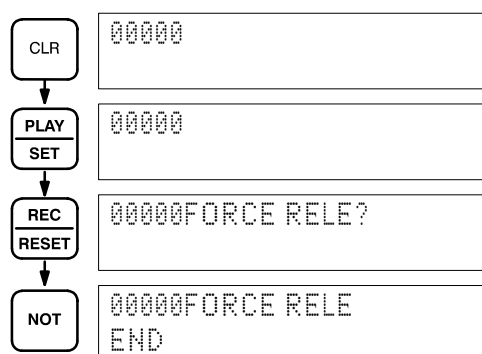 CLR
00000
PLAY
SET
00000
REC
RESET
00000FORCE RELE?
NOT
00000FORCE RELE
END